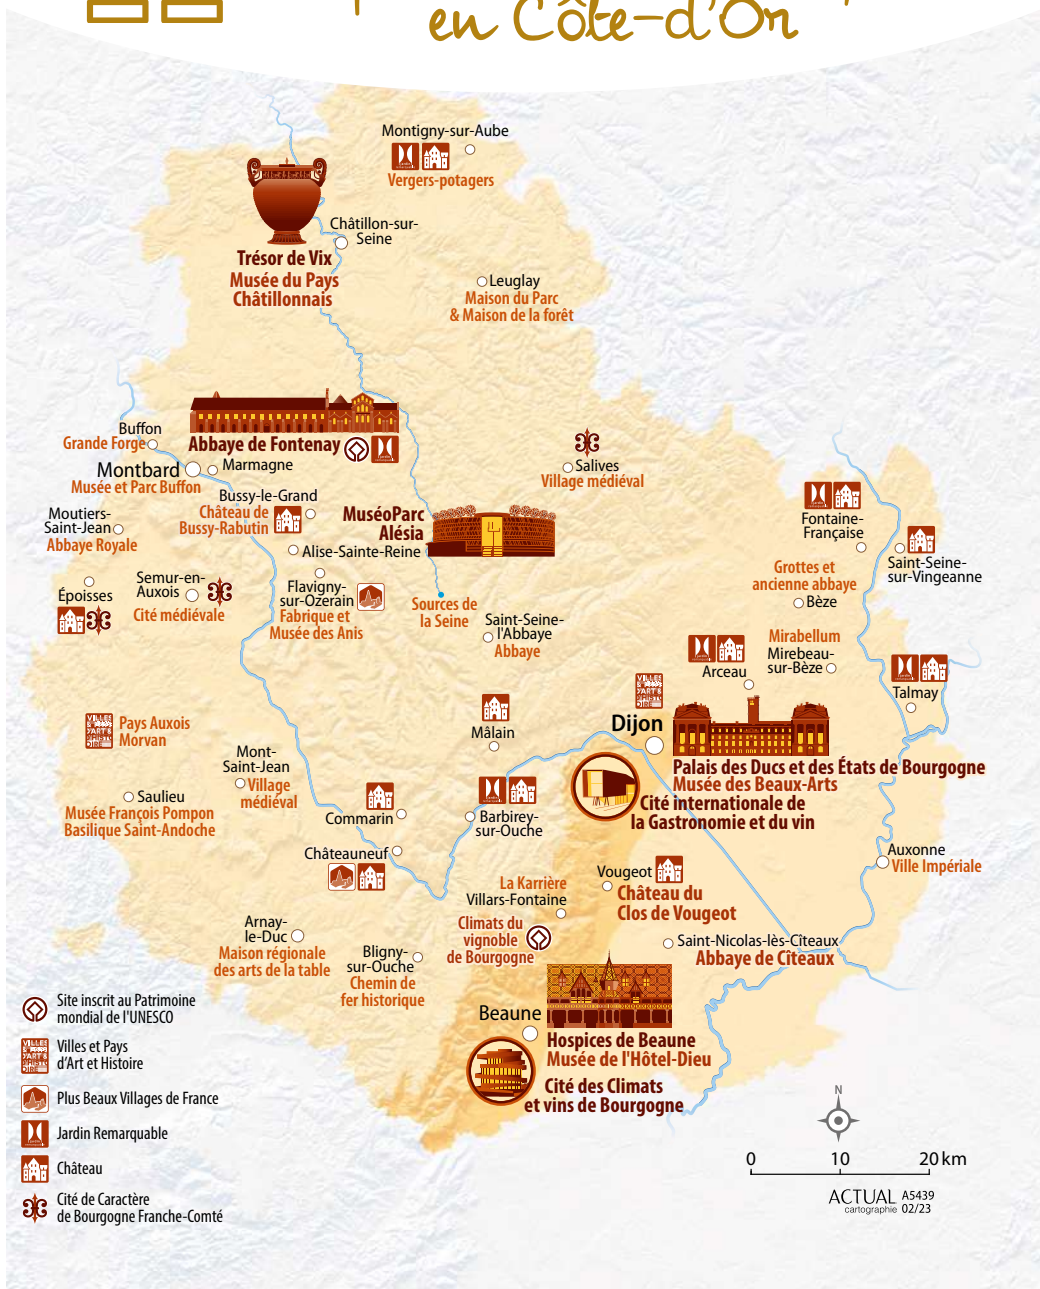 en Côte-d'Or
Montigny-sur-Aube
Vergers-potagers
Châtillon-sur-
Seine
Trésor de Vix
Musée du Pays
Châtillonnais
Leuglay
Maison du Parc
& Maison de la forêt
Buffon
Grande Forge
Abbaye de Fontenay
Montbard
Marmagne
Musée et Parc Buffon
Salives
Village médiéval
Bussy-le-Grand
Château de
Bussy-Rabutin
Moutiers-
Saint-Jean
Abbaye Royale
MuséoParc
Alésia
Alise-Sainte-Reine
Fontaine-
Française
Saint-Seine-
sur-Vingeanne
Époisses
Semur-en-
Auxois
Cité médiévale
Flavigny-
sur-Ozerain
Fabrique et
Musée des Anis
Sources de
la Seine
Saint-Seine-
l'Abbaye
Abbaye
Grottes et
ancienne abbaye
Bèze
Mirabellum
Mirebeau-
sur-Bèze
Arceau
Talmay
VILLES
& PAYS
D'ART &
D'HISTO
IRE
Pays Auxois
Morvan
Mâlain
Dijon
Palais des Ducs et des États de Bourgogne
Musée des Beaux-Arts
Cité internationale de
la Gastronomie et du vin
Mont-
Saint-Jean
Village
médiéval
Saulieu
Musée François Pompon
Basilique Saint-Andoche
Commarin
Barbirey-
sur-Ouche
Châteauneuf
Auxonne
Ville Impériale
Vougeot
Château du
Clos de Vougeot
La Karrière
Villars-Fontaine
Climats du
vignoble
de Bourgogne
Arnay-
le-Duc
Maison régionale
des arts de la table
Bligny-
sur-Ouche
Chemin de
fer historique
Saint-Nicolas-lès-Cîteaux
Abbaye de Cîteaux
Beaune
Hospices de Beaune
Musée de l'Hôtel-Dieu
Cité des Climats
et vins de Bourgogne
Site inscrit au Patrimoine
mondial de l'UNESCO
Villes et Pays
d'Art et Histoire
Plus Beaux Villages de France
Jardin Remarquable
Château
Cité de Caractère
de Bourgogne Franche-Comté
N
0 10 20 km
ACTUAL
cartographie
A5439
02/23